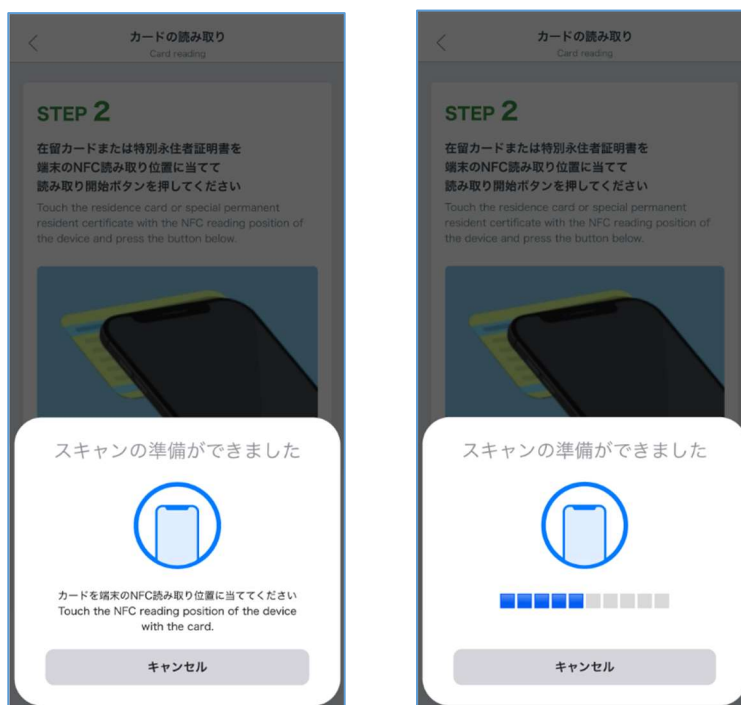 カードの読み取り
Card reading
STEP 2
在留カードまたは特別永住者証明書を
端末のNFC読み取り位置に当てて
読み取り開始ボタンを押してください
Touch the residence card or special permanent
resident certificate with the NFC reading position of
the device and press the button below.
スキャンの準備ができました
カードを端末のNFC読み取り位置に当ててください
Touch the NFC reading position of the device
with the card.
キャンセル
カードの読み取り
Card reading
STEP 2
在留カードまたは特別永住者証明書を
端末のNFC読み取り位置に当てて
読み取り開始ボタンを押してください
Touch the residence card or special permanent
resident certificate with the NFC reading position of
the device and press the button below.
スキャンの準備ができました
キャンセル